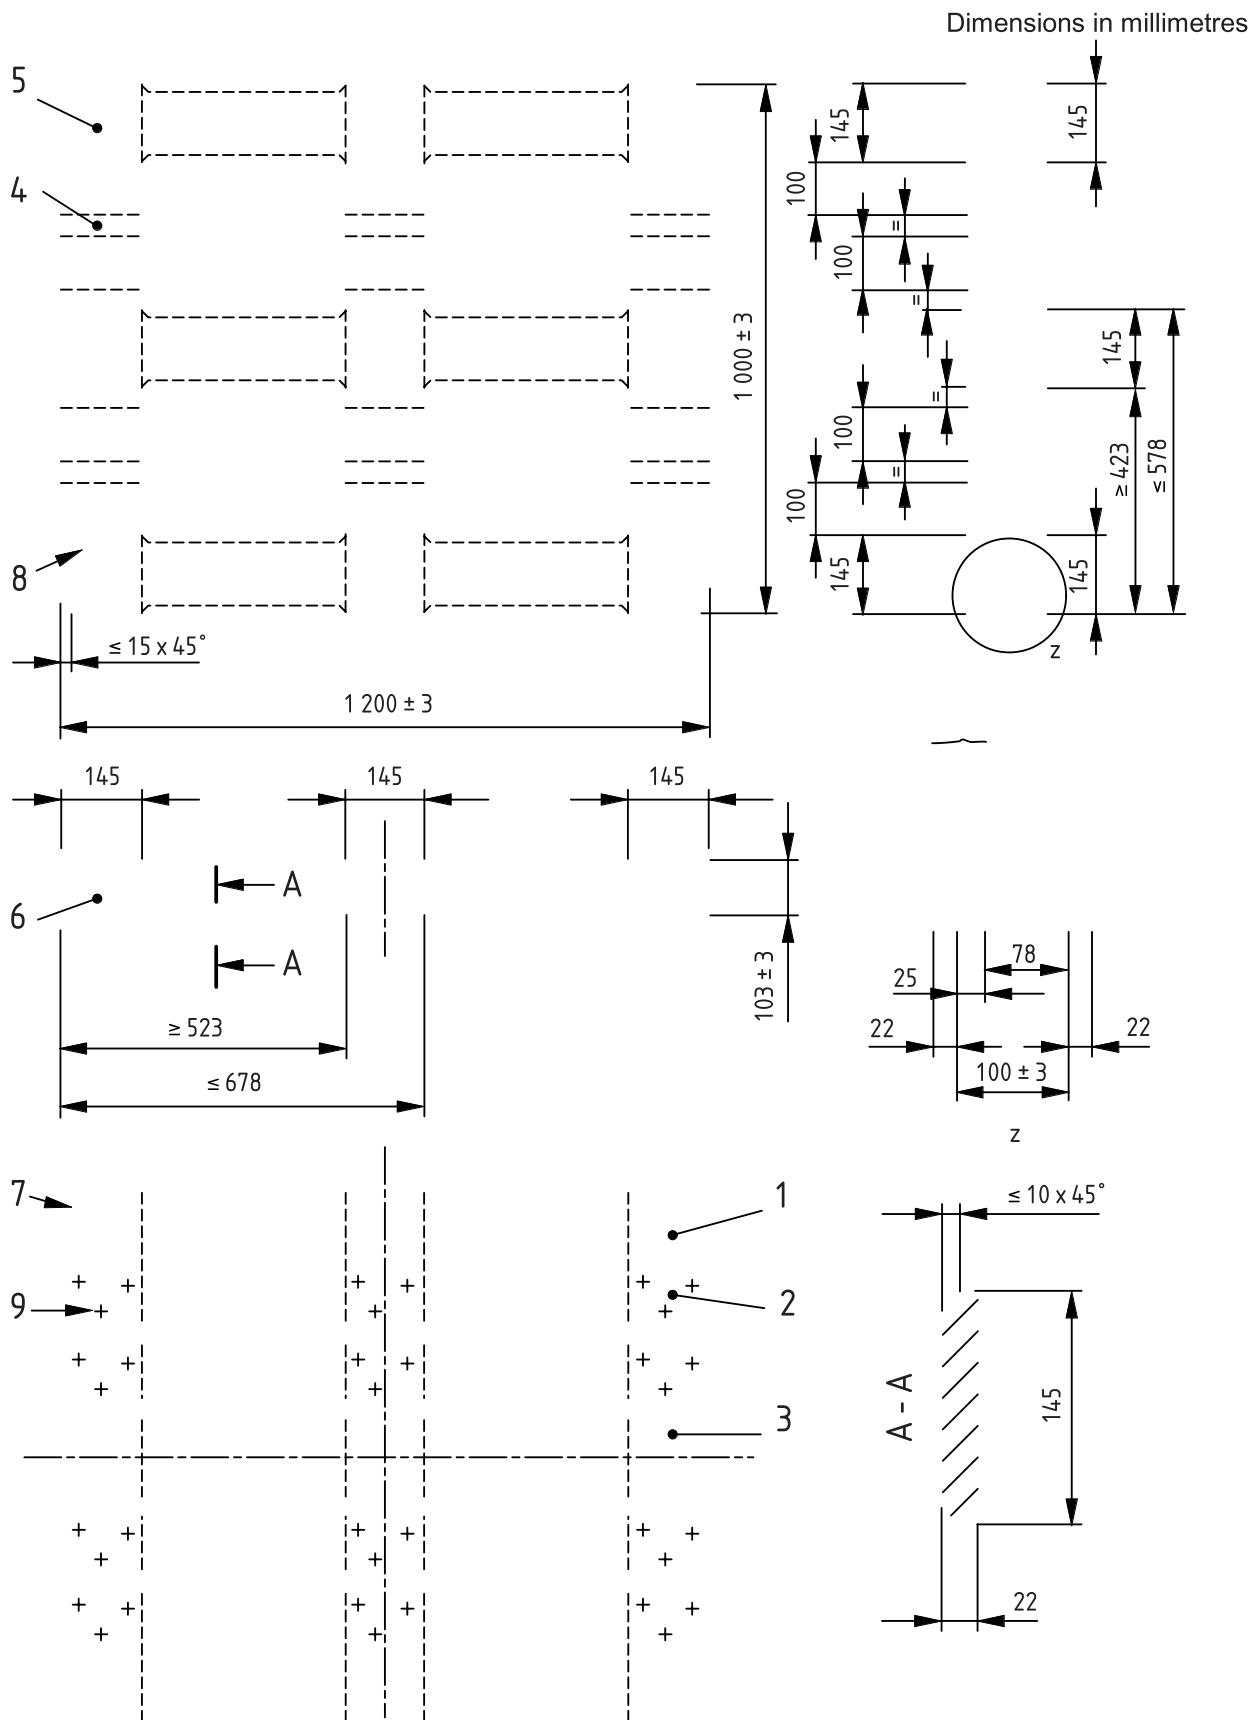 Dimensions in millimetres
5
4
8
145
100
=
100
=
1 000 ± 3
=
100
=
100
145
145
145
≥ 423
≤ 578
145
z
≤ 15 x 45°
1 200 ± 3
145
145
145
6
A
A
103 ± 3
≥ 523
≤ 678
78
25
22
22
100 ± 3
z
7
9
1
2
3
≤ 10 x 45°
A - A
145
22